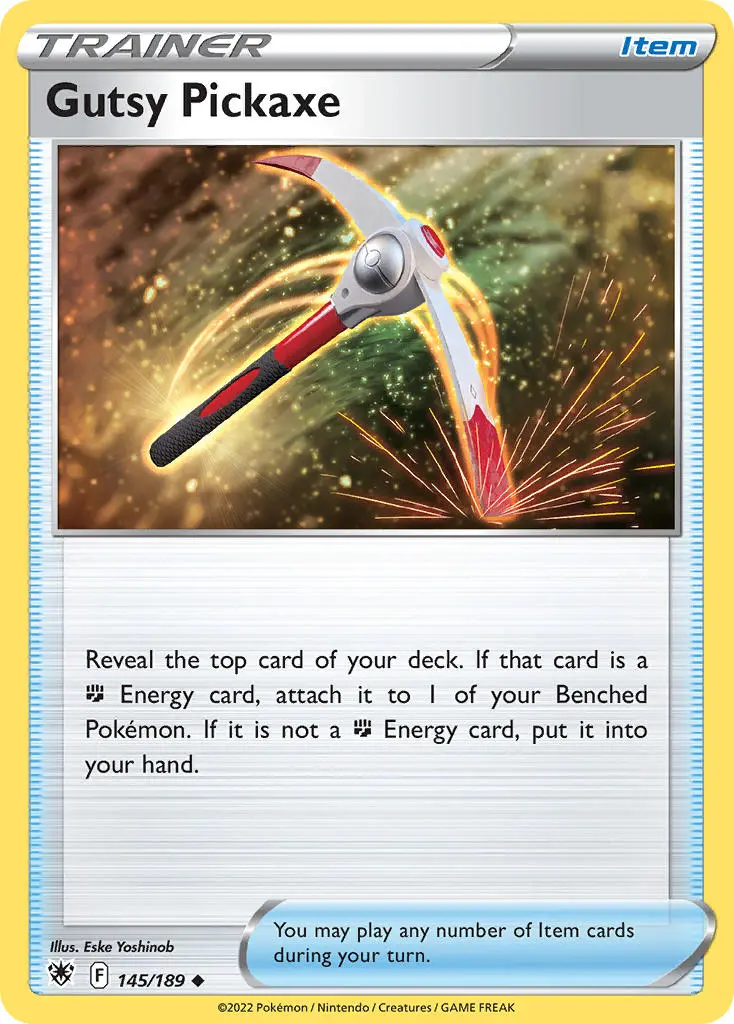 TRAINER
Item
Gutsy Pickaxe
Reveal the top card of your deck. If that card is a
Energy card, attach it to 1 of your Benched
Pokémon. If it is not a Energy card, put it into
your hand.
You may play any number of Item cards
during your turn.
Illus. Eske Yoshinob
F 145/189
©2022 Pokémon / Nintendo / Creatures / GAME FREAK